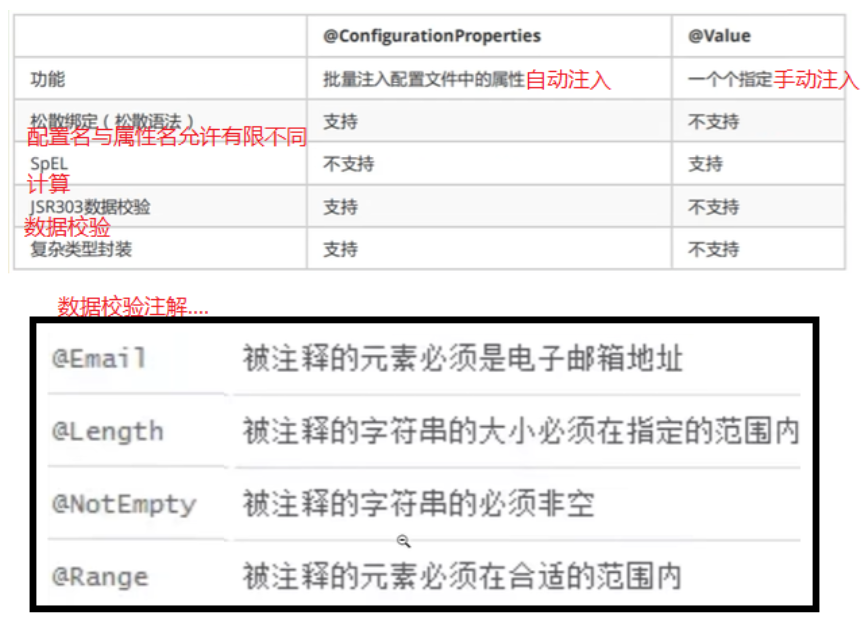 @ConfigurationProperties @Value
功能 批量注入配置文件中的属性自动注入 一个个指定手动注入
松散绑定（松散语法） 支持 不支持
配置名与属性名允许有限不同
SpEL 不支持 支持
计算
JSR303数据校验 支持 不支持
数据校验
复杂类型封装 支持 不支持
数据校验注解....
@Email 被注释的元素必须是电子邮箱地址
@Length 被注释的字符串的大小必须在指定的范围内
@NotEmpty 被注释的字符串的必须非空
@Range 被注释的元素必须在合适的范围内